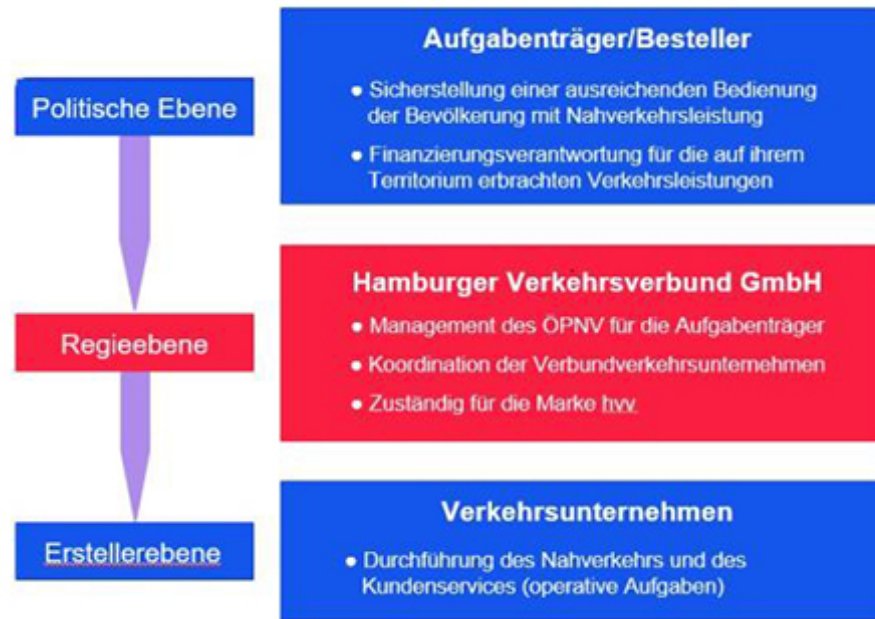 Politische Ebene
Aufgabenträger/Besteller
● Sicherstellung einer ausreichenden Bedienung
der Bevölkerung mit Nahverkehrsleistung
● Finanzierungsverantwortung für die auf ihrem
Territorium erbrachten Verkehrsleistungen
Regieebene
Hamburger Verkehrsverbund GmbH
● Management des ÖPNV für die Aufgabenträger
● Koordination der Verbundverkehrsunternehmen
● Zuständig für die Marke hvv
Erstellerebene
Verkehrsunternehmen
● Durchführung des Nahverkehrs und des
Kundenservices (operative Aufgaben)